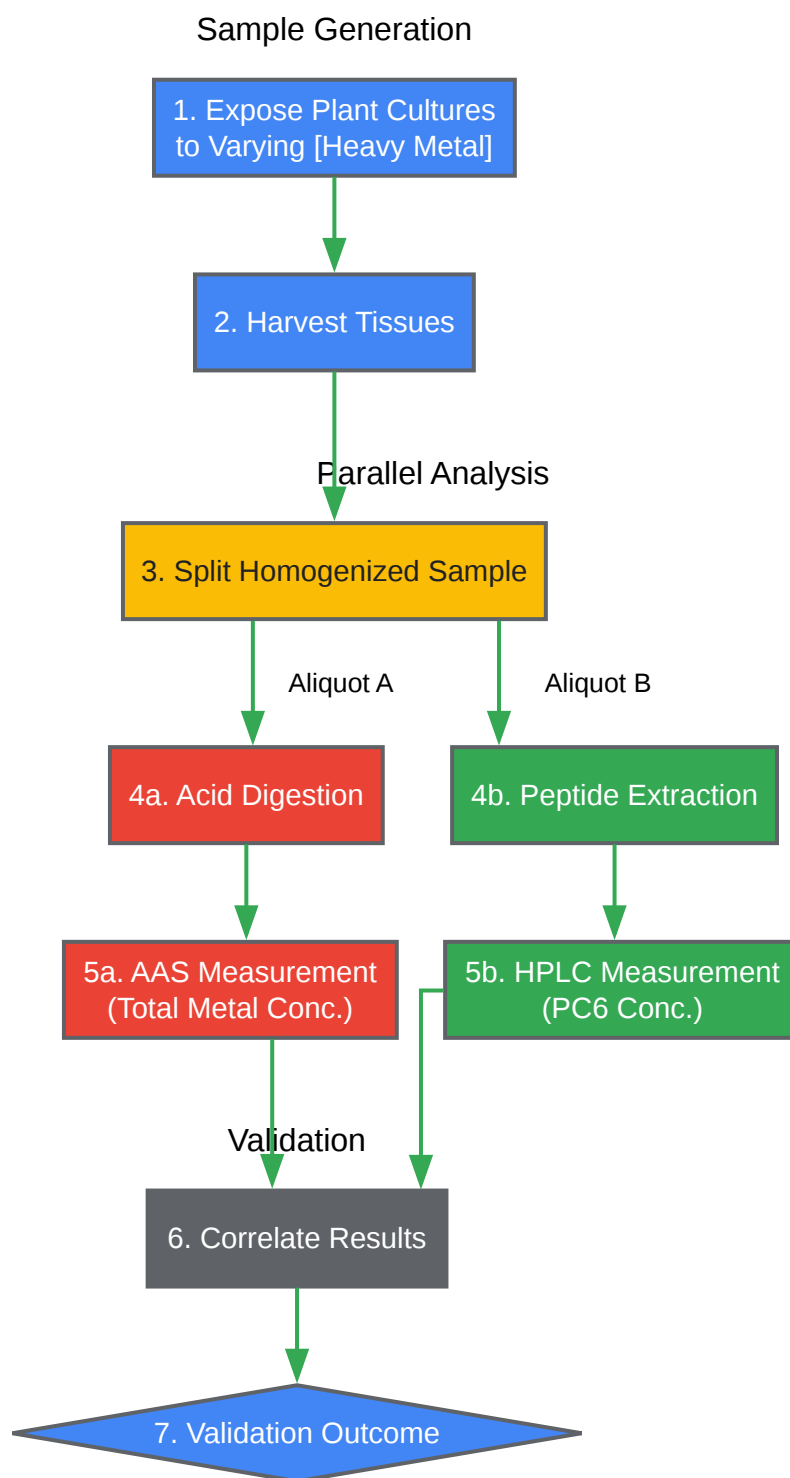 Sample Generation
1. Expose Plant Cultures
to Varying [Heavy Metal]
2. Harvest Tissues
Parallel Analysis
3. Split Homogenized Sample
Aliquot A
Aliquot B
4a. Acid Digestion
4b. Peptide Extraction
5a. AAS Measurement
(Total Metal Conc.)
5b. HPLC Measurement
(PC6 Conc.)
Validation
6. Correlate Results
7. Validation Outcome